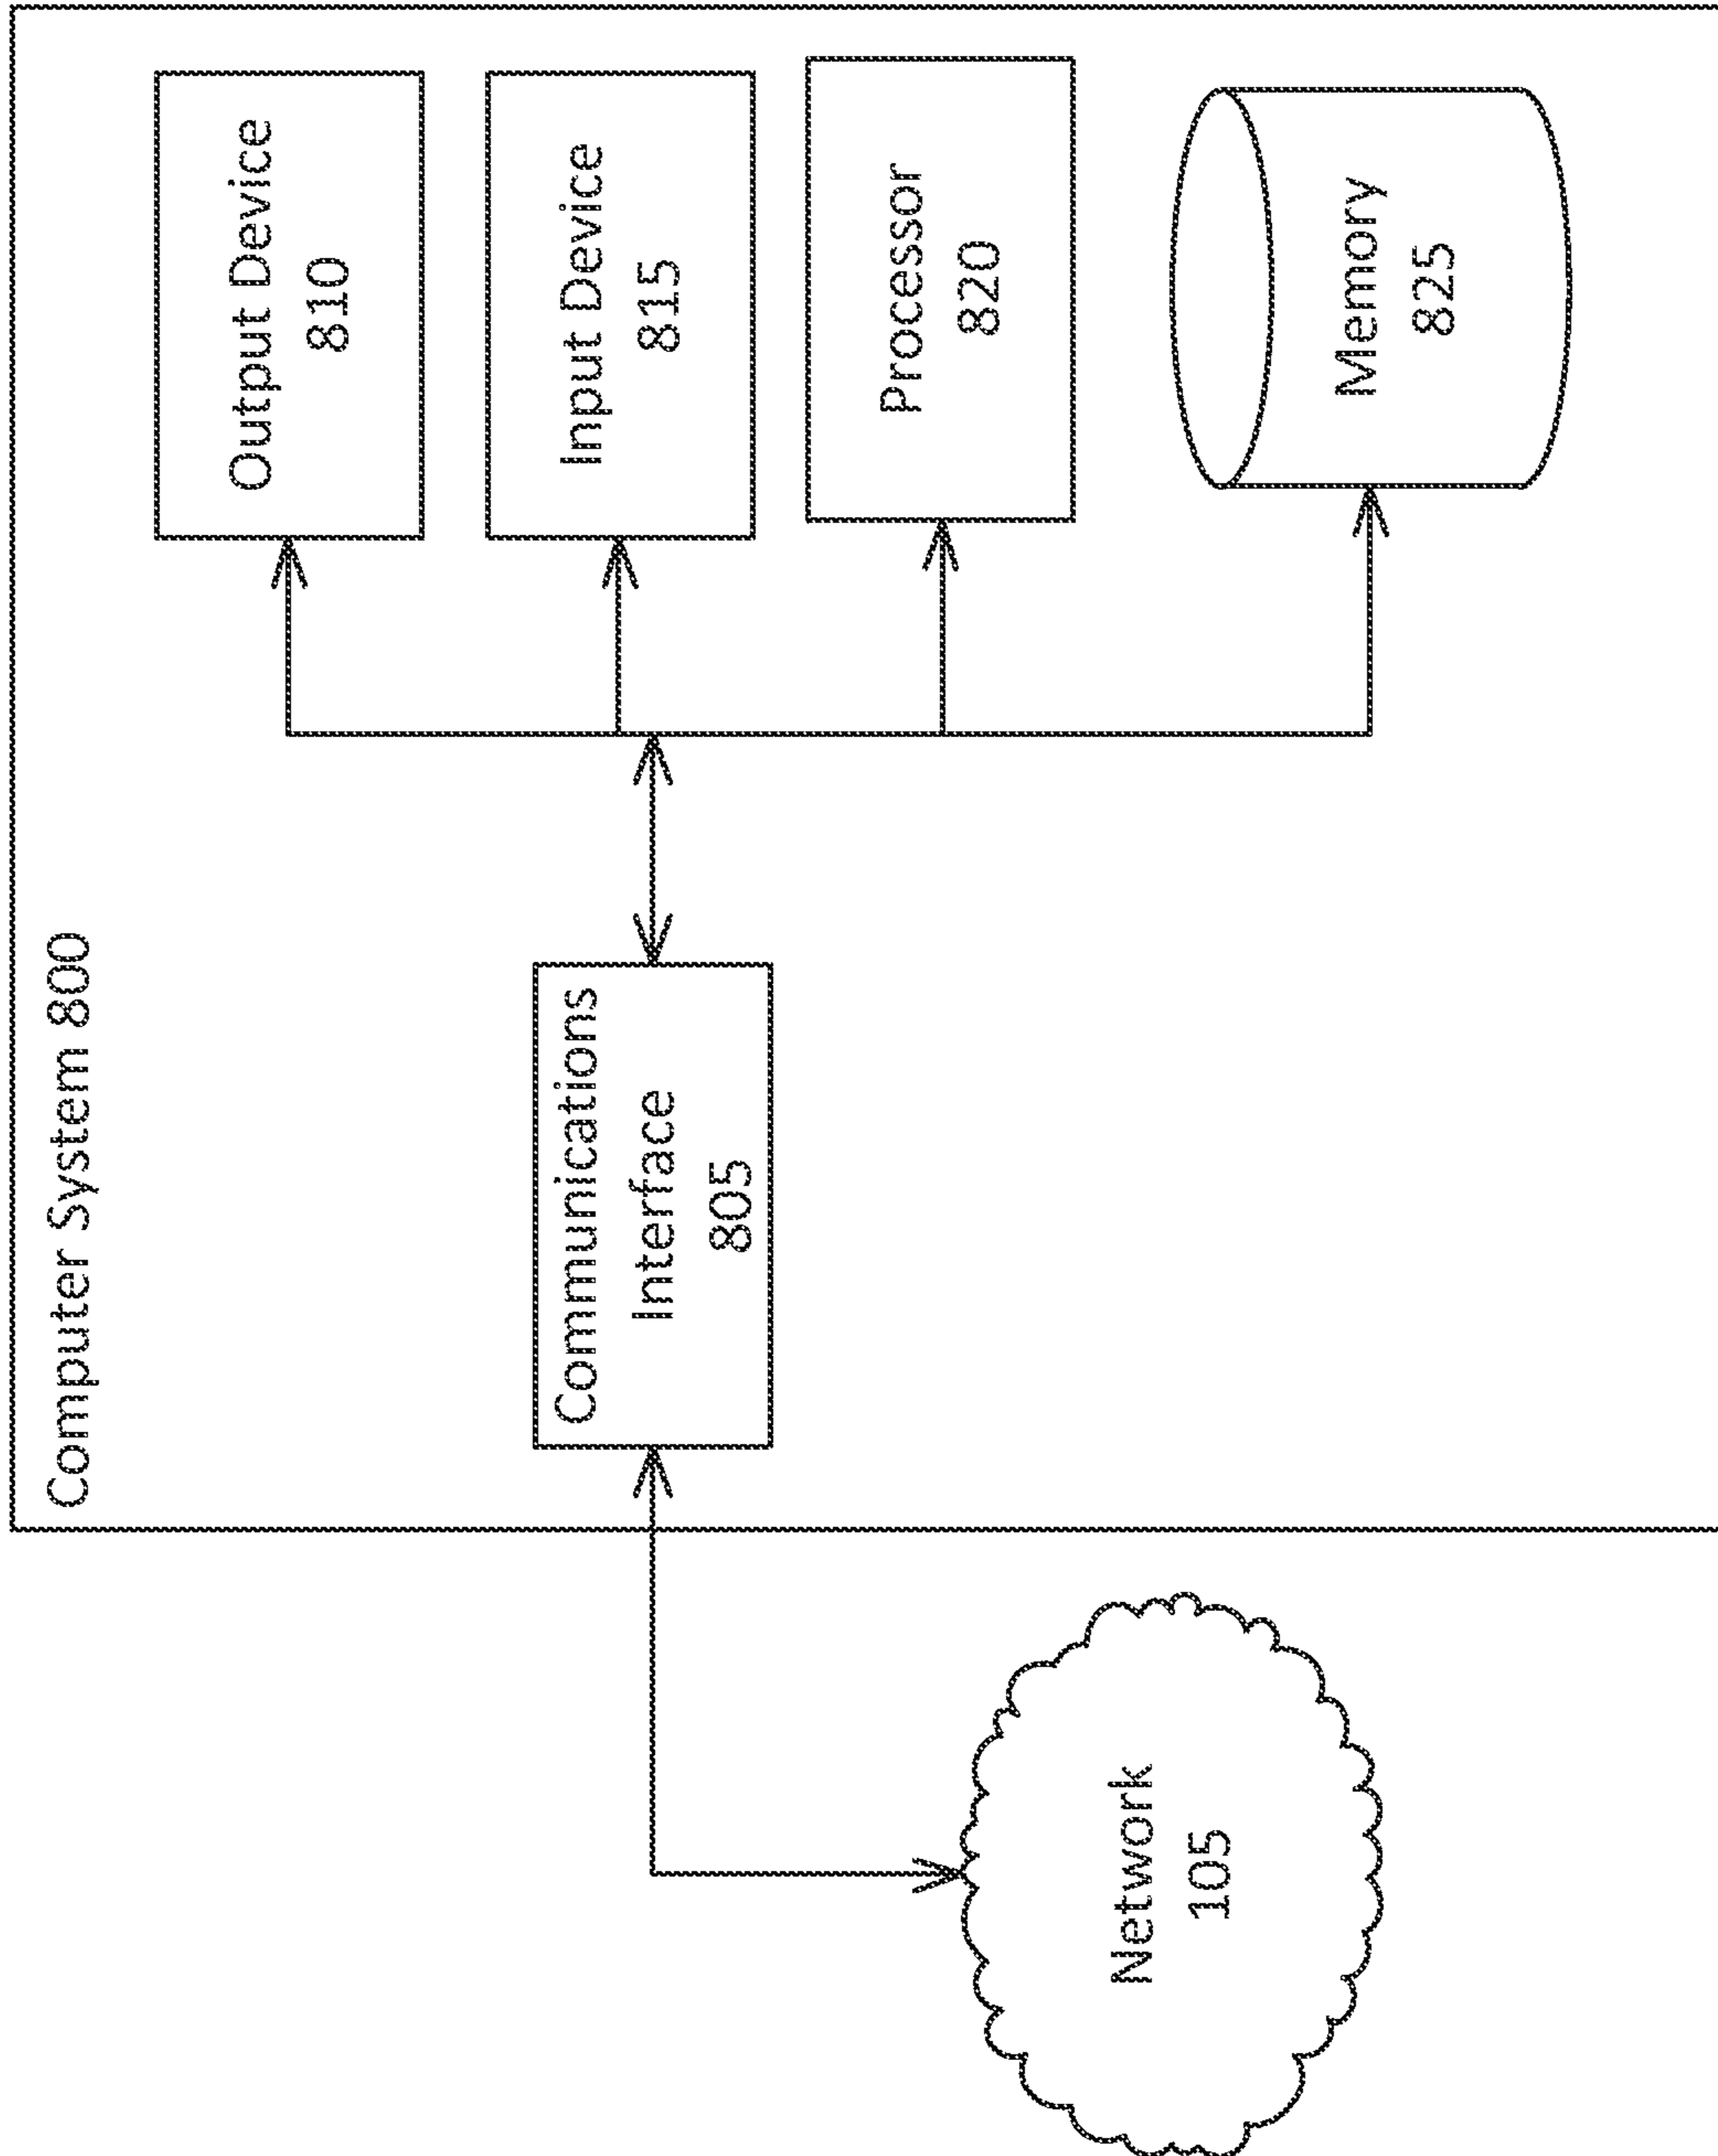 Computer System 800
Output Device
810
Input Device
815
Processor
820
Memory
825
Communications
Interface
805
Network
105